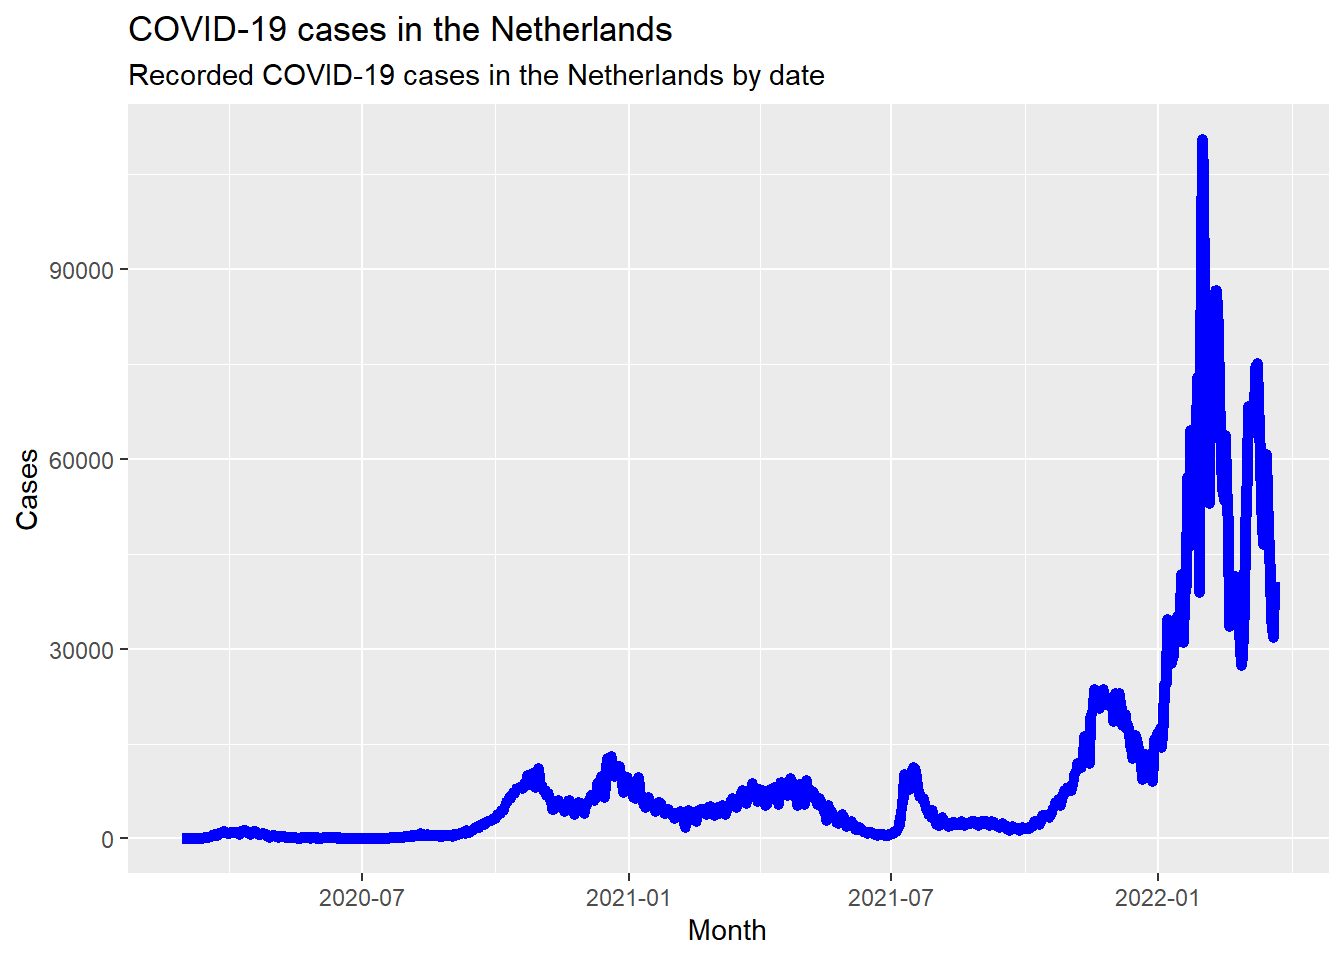 COVID-19 cases in the Netherlands
Recorded COVID-19 cases in the Netherlands by date
90000
60000
30000
0
Cases
2020-07
2021-01
2021-07
2022-01
Month